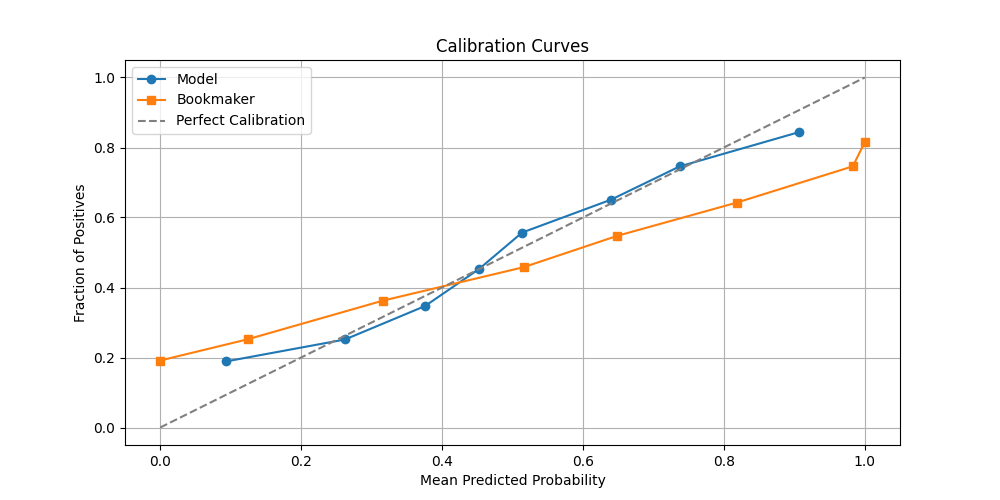 Calibration Curves
Model
Bookmaker
Perfect Calibration
Fraction of Positives
1.0
0.8
0.6
0.4
0.2
0.0
0.0 0.2 0.4 0.6 0.8 1.0
Mean Predicted Probability